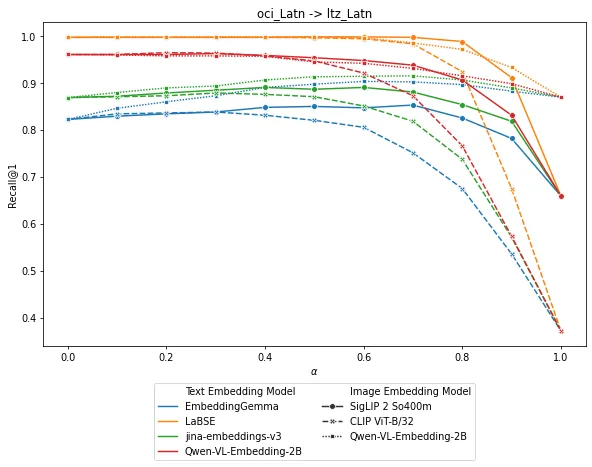 oci_Latn -> ltz_Latn
Recall@1
1.0
0.9
0.8
0.7
0.6
0.5
0.4
0.0 0.2 0.4 0.6 0.8 1.0
α
Text Embedding Model Image Embedding Model
EmbeddingGemma SigLIP 2 So400m
LaBSE CLIP ViT-B/32
jina-embeddings-v3 Qwen-VL-Embedding-2B
Qwen-VL-Embedding-2B